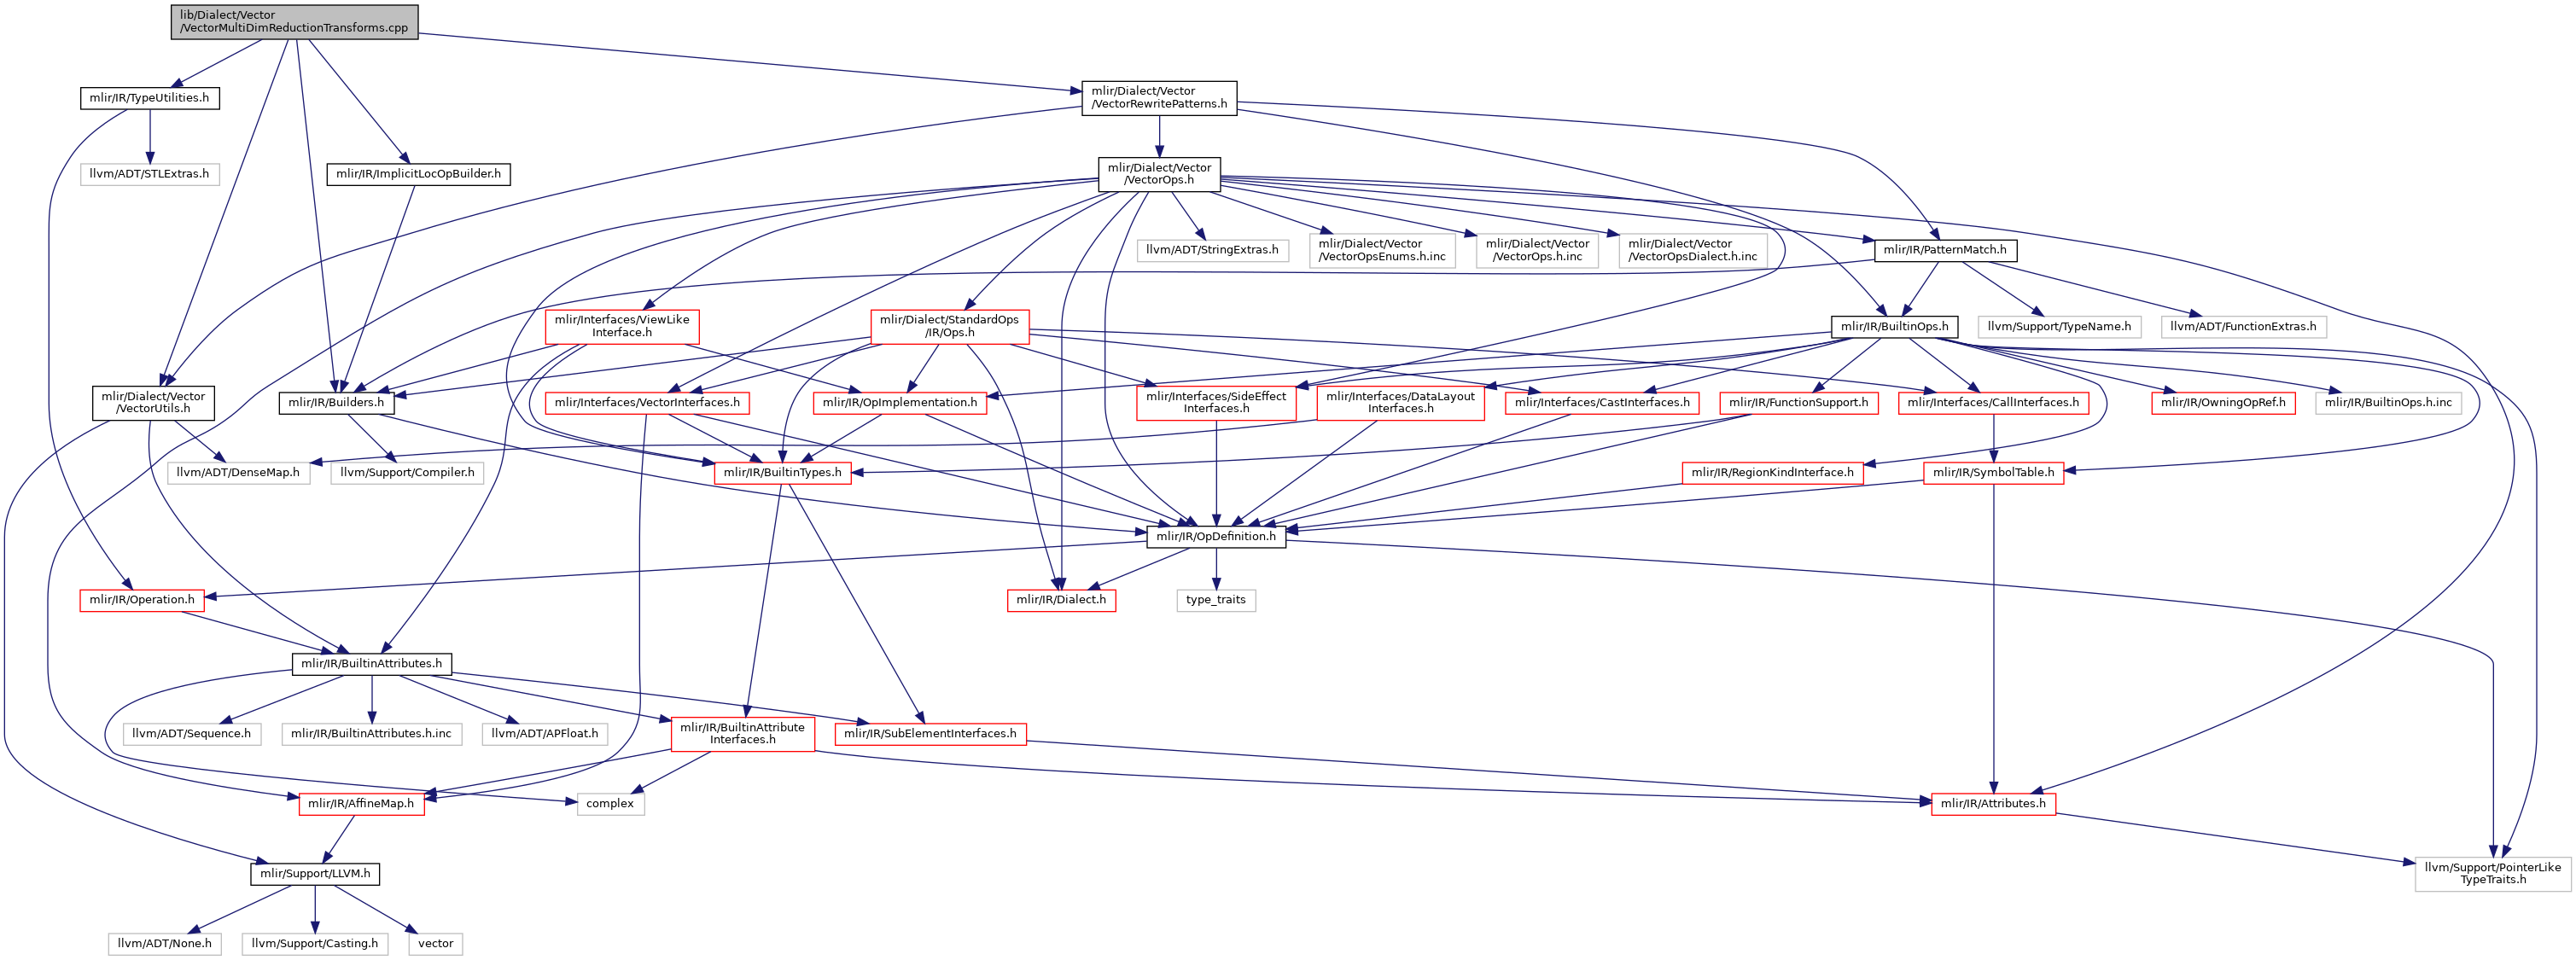 lib/Dialect/Vector
/VectorMultiDimReductionTransforms.cpp
mlir/IR/TypeUtilities.h
mlir/Dialect/Vector
/VectorRewritePatterns.h
llvm/ADT/STLExtras.h
mlir/IR/ImplicitLocOpBuilder.h
mlir/Dialect/Vector
/VectorOps.h
llvm/ADT/StringExtras.h
mlir/Dialect/Vector
/VectorOpsEnums.h.inc
mlir/Dialect/Vector
/VectorOps.h.inc
mlir/Dialect/Vector
/VectorOpsDialect.h.inc
mlir/IR/PatternMatch.h
mlir/Interfaces/ViewLike
Interface.h
mlir/Dialect/StandardOps
/IR/Ops.h
mlir/IR/BuiltinOps.h
llvm/Support/TypeName.h
llvm/ADT/FunctionExtras.h
mlir/Dialect/Vector
/VectorUtils.h
mlir/IR/Builders.h
mlir/Interfaces/VectorInterfaces.h
mlir/IR/OpImplementation.h
mlir/Interfaces/SideEffect
Interfaces.h
mlir/Interfaces/DataLayout
Interfaces.h
mlir/Interfaces/CastInterfaces.h
mlir/IR/FunctionSupport.h
mlir/Interfaces/CallInterfaces.h
mlir/IR/OwningOpRef.h
mlir/IR/BuiltinOps.h.inc
llvm/ADT/DenseMap.h
llvm/Support/Compiler.h
mlir/IR/BuiltinTypes.h
mlir/IR/RegionKindInterface.h
mlir/IR/SymbolTable.h
mlir/IR/OpDefinition.h
mlir/IR/Operation.h
mlir/IR/Dialect.h
type_traits
mlir/IR/BuiltinAttributes.h
llvm/ADT/Sequence.h
mlir/IR/BuiltinAttributes.h.inc
llvm/ADT/APFloat.h
mlir/IR/BuiltinAttribute
Interfaces.h
mlir/IR/SubElementInterfaces.h
mlir/IR/AffineMap.h
complex
mlir/IR/Attributes.h
mlir/Support/LLVM.h
llvm/Support/PointerLike
TypeTraits.h
llvm/ADT/None.h
llvm/Support/Casting.h
vector